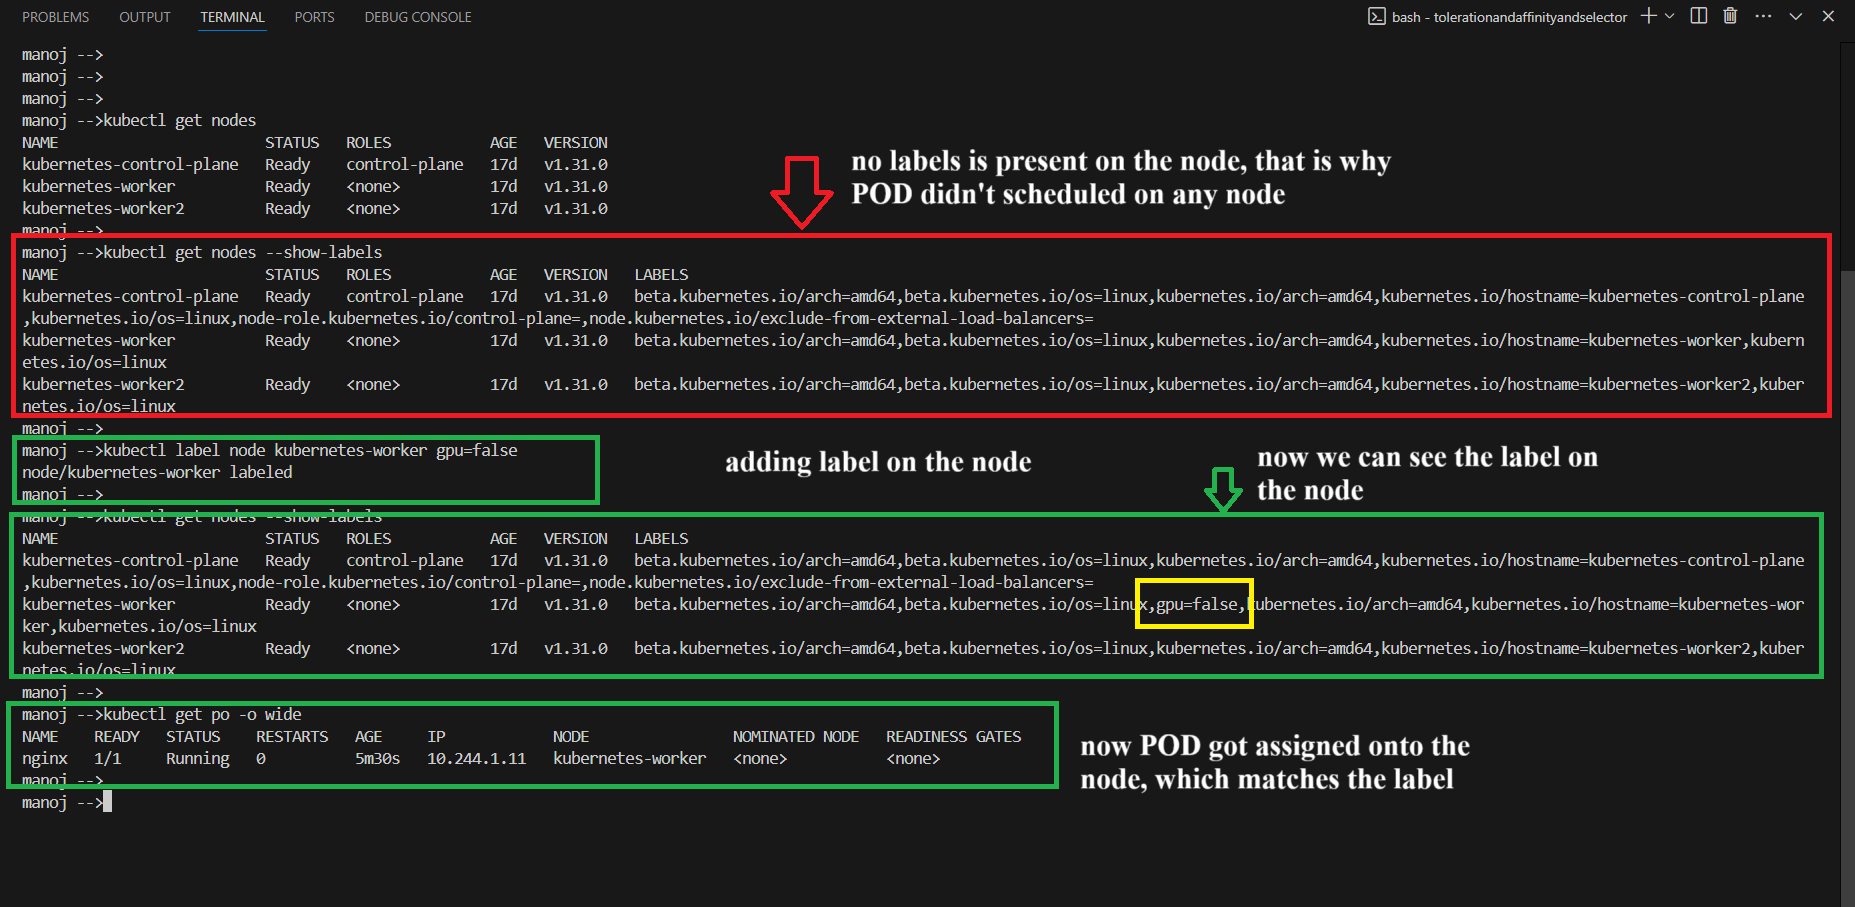 PROBLEMS OUTPUT TERMINAL PORTS DEBUG CONSOLE bash - tolerationandaffinityandselector
manoj -->
manoj -->
manoj -->
manoj -->kubectl get nodes
NAME STATUS ROLES AGE VERSION
kubernetes-control-plane Ready control-plane 17d v1.31.0
kubernetes-worker Ready <none> 17d v1.31.0
kubernetes-worker2 Ready <none> 17d v1.31.0
no labels is present on the node, that is why
POD didn't scheduled on any node
manoj -->
manoj -->kubectl get nodes --show-labels
NAME STATUS ROLES AGE VERSION LABELS
kubernetes-control-plane Ready control-plane 17d v1.31.0 beta.kubernetes.io/arch=amd64,beta.kubernetes.io/os=linux,kubernetes.io/arch=amd64,kubernetes.io/hostname=kubernetes-control-plane
,kubernetes.io/os=linux,node-role.kubernetes.io/control-plane=,node.kubernetes.io/exclude-from-external-load-balancers=
kubernetes-worker Ready <none> 17d v1.31.0 beta.kubernetes.io/arch=amd64,beta.kubernetes.io/os=linux,kubernetes.io/arch=amd64,kubernetes.io/hostname=kubernetes-worker,kubern
etes.io/os=linux
kubernetes-worker2 Ready <none> 17d v1.31.0 beta.kubernetes.io/arch=amd64,beta.kubernetes.io/os=linux,kubernetes.io/arch=amd64,kubernetes.io/hostname=kubernetes-worker2,kuber
netes.io/os=linux
manoj -->
manoj -->kubectl label node kubernetes-worker gpu=false
node/kubernetes-worker labeled
manoj -->
adding label on the node
now we can see the label on
the node
manoj -->kubectl get nodes --show-labels
NAME STATUS ROLES AGE VERSION LABELS
kubernetes-control-plane Ready control-plane 17d v1.31.0 beta.kubernetes.io/arch=amd64,beta.kubernetes.io/os=linux,kubernetes.io/arch=amd64,kubernetes.io/hostname=kubernetes-control-plane
,kubernetes.io/os=linux,node-role.kubernetes.io/control-plane=,node.kubernetes.io/exclude-from-external-load-balancers=
kubernetes-worker Ready <none> 17d v1.31.0 beta.kubernetes.io/arch=amd64,beta.kubernetes.io/os=linux,gpu=false,kubernetes.io/arch=amd64,kubernetes.io/hostname=kubernetes-wor
ker,kubernetes.io/os=linux
kubernetes-worker2 Ready <none> 17d v1.31.0 beta.kubernetes.io/arch=amd64,beta.kubernetes.io/os=linux,kubernetes.io/arch=amd64,kubernetes.io/hostname=kubernetes-worker2,kuber
netes.io/os=linux
manoj -->
manoj -->kubectl get po -o wide
NAME READY STATUS RESTARTS AGE IP NODE NOMINATED NODE READINESS GATES
nginx 1/1 Running 0 5m30s 10.244.1.11 kubernetes-worker <none> <none>
manoj -->
manoj -->
now POD got assigned onto the
node, which matches the label